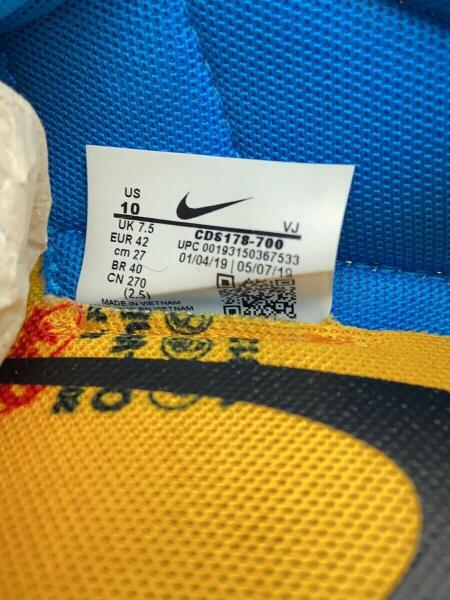 US
10 VJ
UK 7.5 CDS178-700
EUR 42 UPC 00193150367533
cm 27 01/04/19 | 05/07/19
BR 40
CN 270
(2.5)
MADE IN VIETNAM